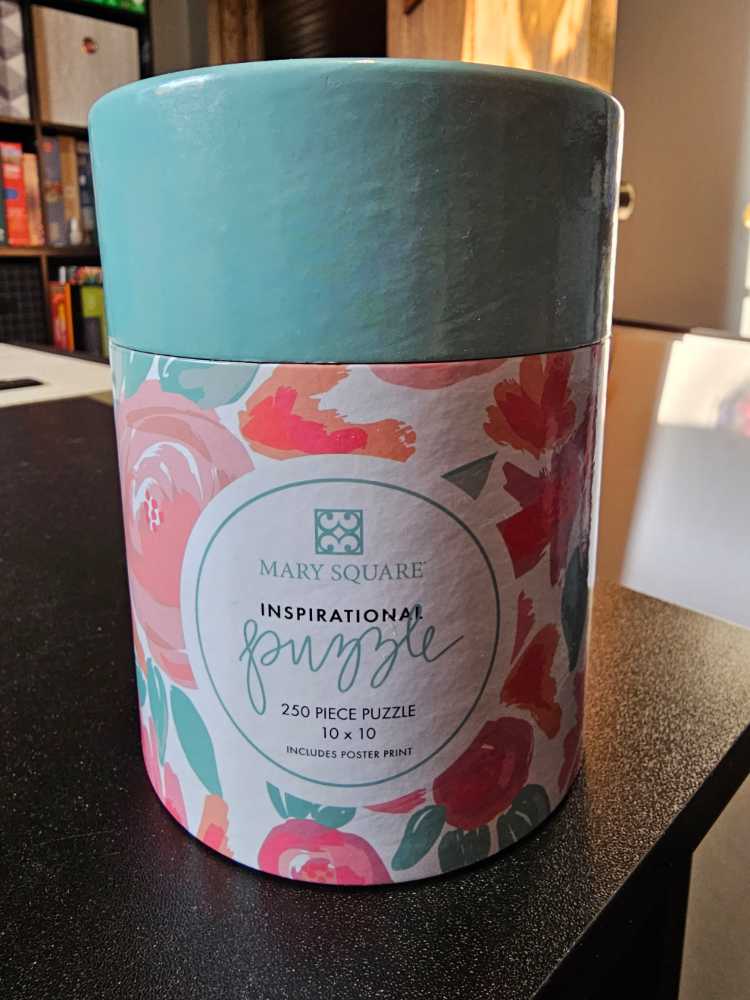 MARY SQUARE
INSPIRATIONAL
puzzle
250 PIECE PUZZLE
10 x 10
INCLUDES POSTER PRINT